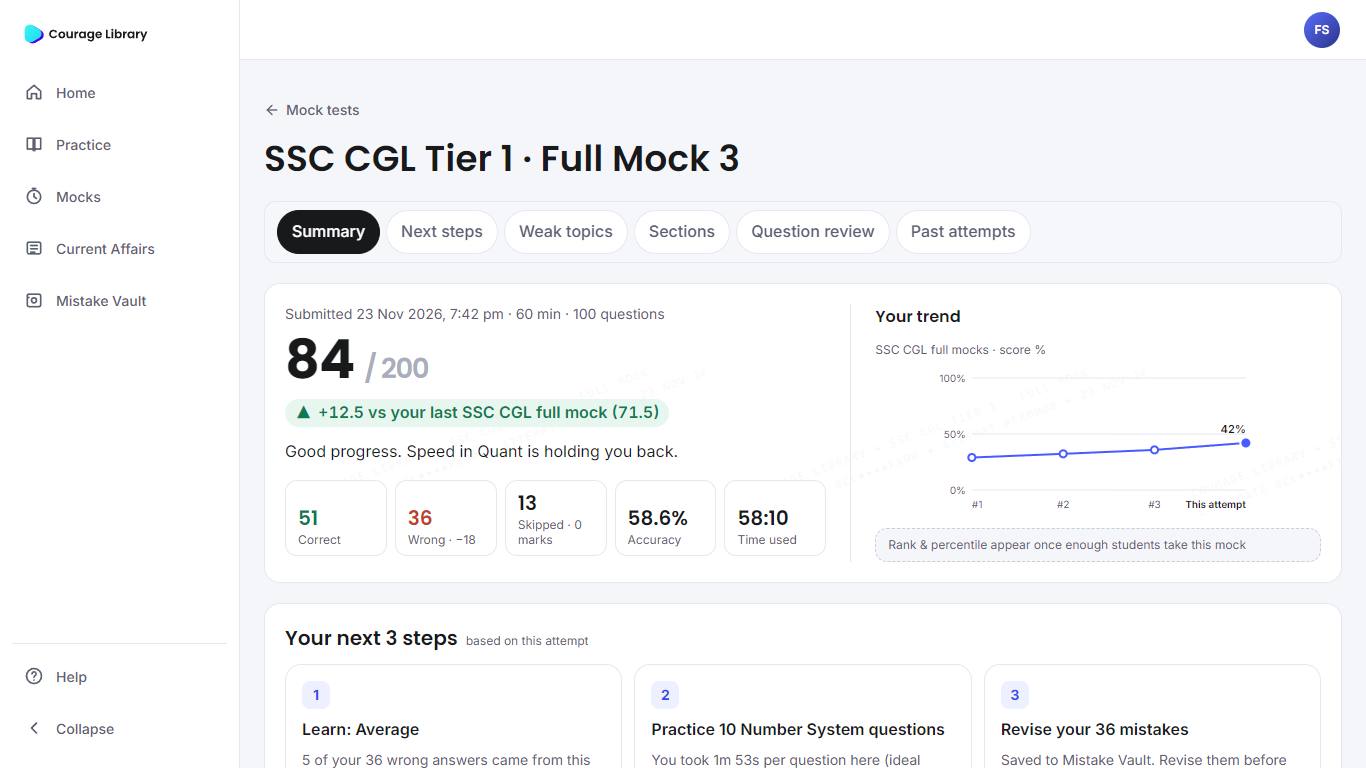 Courage Library
FS
Home
Practice
Mocks
Current Affairs
Mistake Vault
Help
Collapse
Mock tests
SSC CGL Tier 1 · Full Mock 3
Summary
Next steps
Weak topics
Sections
Question review
Past attempts
Submitted 23 Nov 2026, 7:42 pm · 60 min · 100 questions
84 / 200
▲ +12.5 vs your last SSC CGL full mock (71.5)
Good progress. Speed in Quant is holding you back.
51
Correct
36
Wrong · −18
13
Skipped · 0
marks
58.6%
Accuracy
58:10
Time used
Your trend
SSC CGL full mocks · score %
100%
50%
0%
42%
#1
#2
#3
This attempt
Rank & percentile appear once enough students take this mock
Your next 3 steps based on this attempt
1
Learn: Average
5 of your 36 wrong answers came from this
2
Practice 10 Number System questions
You took 1m 53s per question here (ideal
3
Revise your 36 mistakes
Saved to Mistake Vault. Revise them before